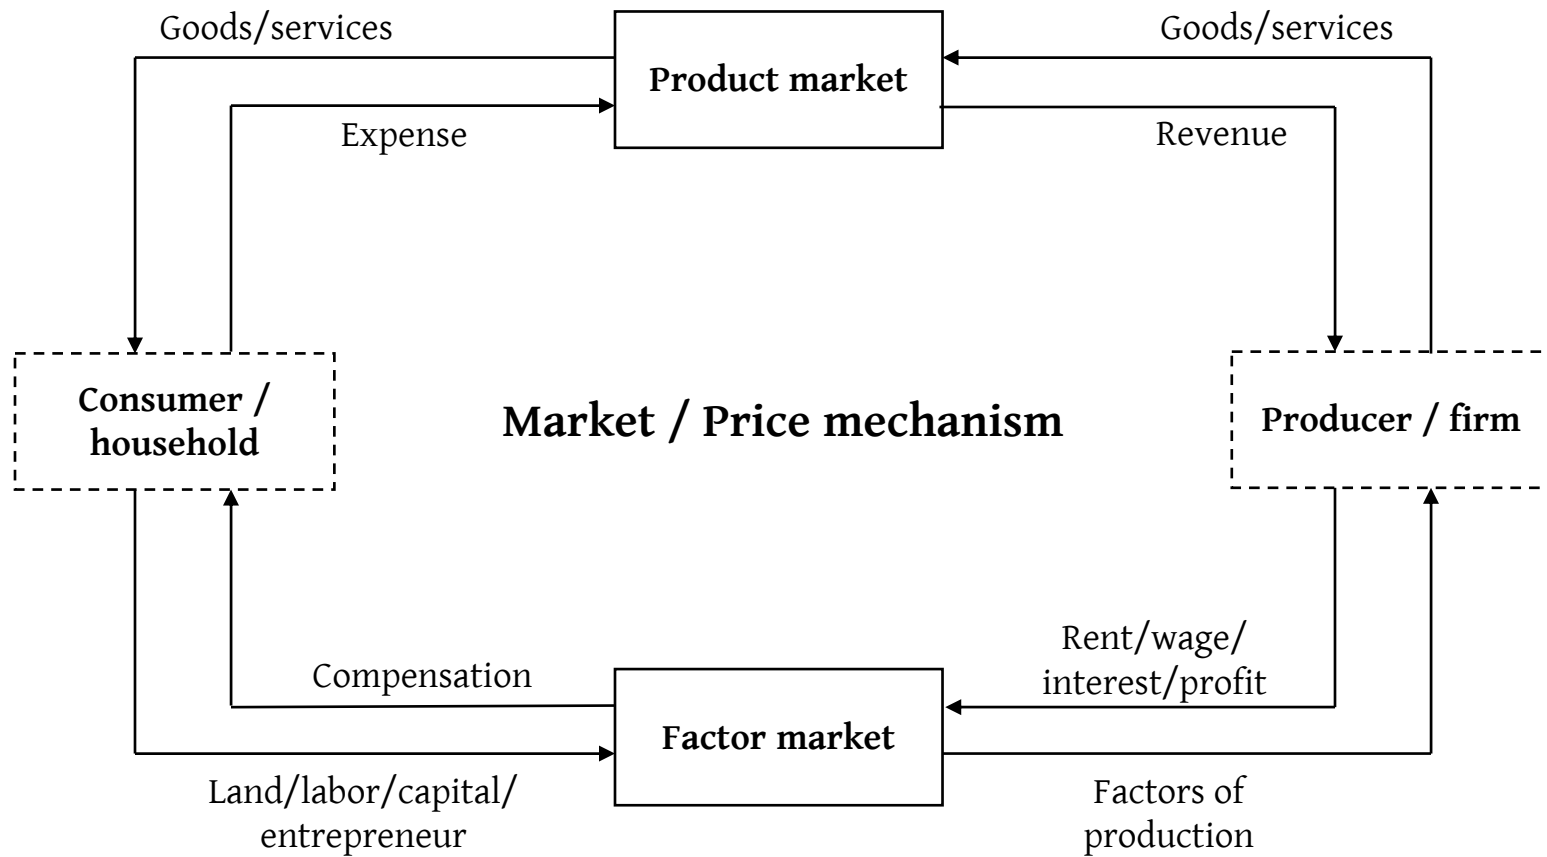 Goods/services
Goods/services
Product market
Expense
Revenue
Consumer /
household
Market / Price mechanism
Producer / firm
Rent/wage/
interest/profit
Compensation
Factor market
Land/labor/capital/
entrepreneur
Factors of
production